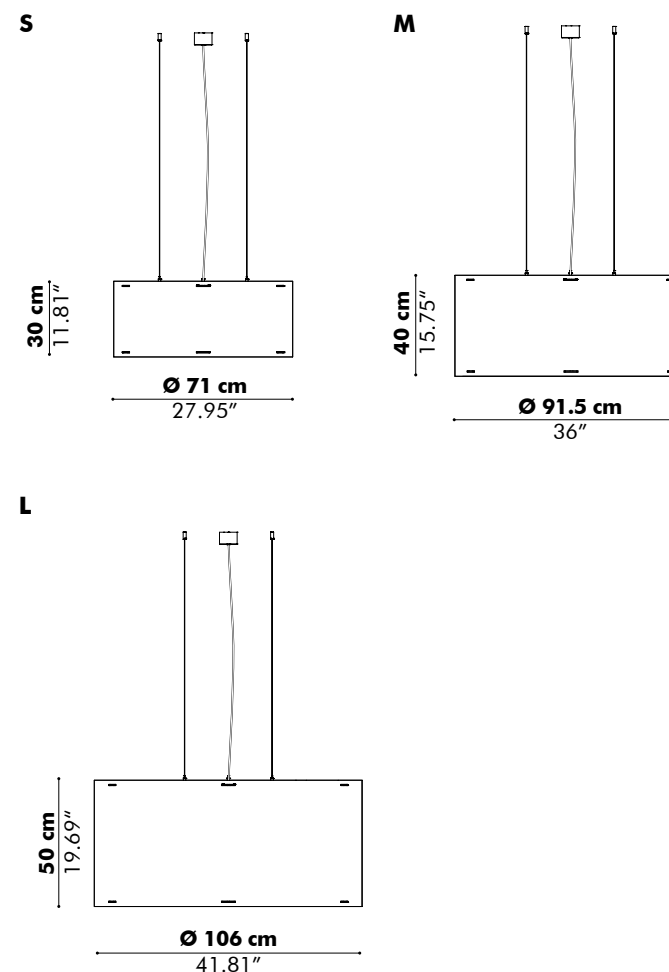 S
30 cm
11.81”
Ø 71 cm
27.95”
M
40 cm
15.75”
Ø 91.5 cm
36”
L
50 cm
19.69”
Ø 106 cm
41.81”